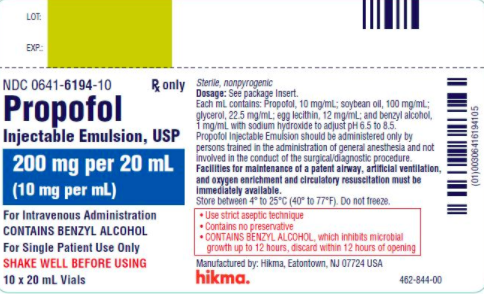 LOT:
EXP.:
NDC 0641-6194-10 ℞ only
Propofol
Injectable Emulsion, USP
200 mg per 20 mL
(10 mg per mL)
For Intravenous Administration
CONTAINS BENZYL ALCOHOL
For Single Patient Use Only
SHAKE WELL BEFORE USING
10 x 20 mL Vials
Sterile, nonpyrogenic
Dosage: See package Insert.
Each mL contains: Propofol, 10 mg/mL; soybean oil, 100 mg/mL;
glycerol, 22.5 mg/mL; egg lecithin, 12 mg/mL; and benzyl alcohol,
1 mg/mL with sodium hydroxide to adjust pH 6.5 to 8.5.
Propofol Injectable Emulsion should be administered only by
persons trained in the administration of general anesthesia and not
involved in the conduct of the surgical/diagnostic procedure.
Facilities for maintenance of a patent airway, artificial ventilation,
and oxygen enrichment and circulatory resuscitation must be
immediately available.
Store between 4° to 25°C (40° to 77°F). Do not freeze.
• Use strict aseptic technique
• Contains no preservative
• CONTAINS BENZYL ALCOHOL, which inhibits microbial
growth up to 12 hours, discard within 12 hours of opening
Manufactured by: Hikma, Eatontown, NJ 07724 USA
hikma.
462-844-00
(01)00306416194105